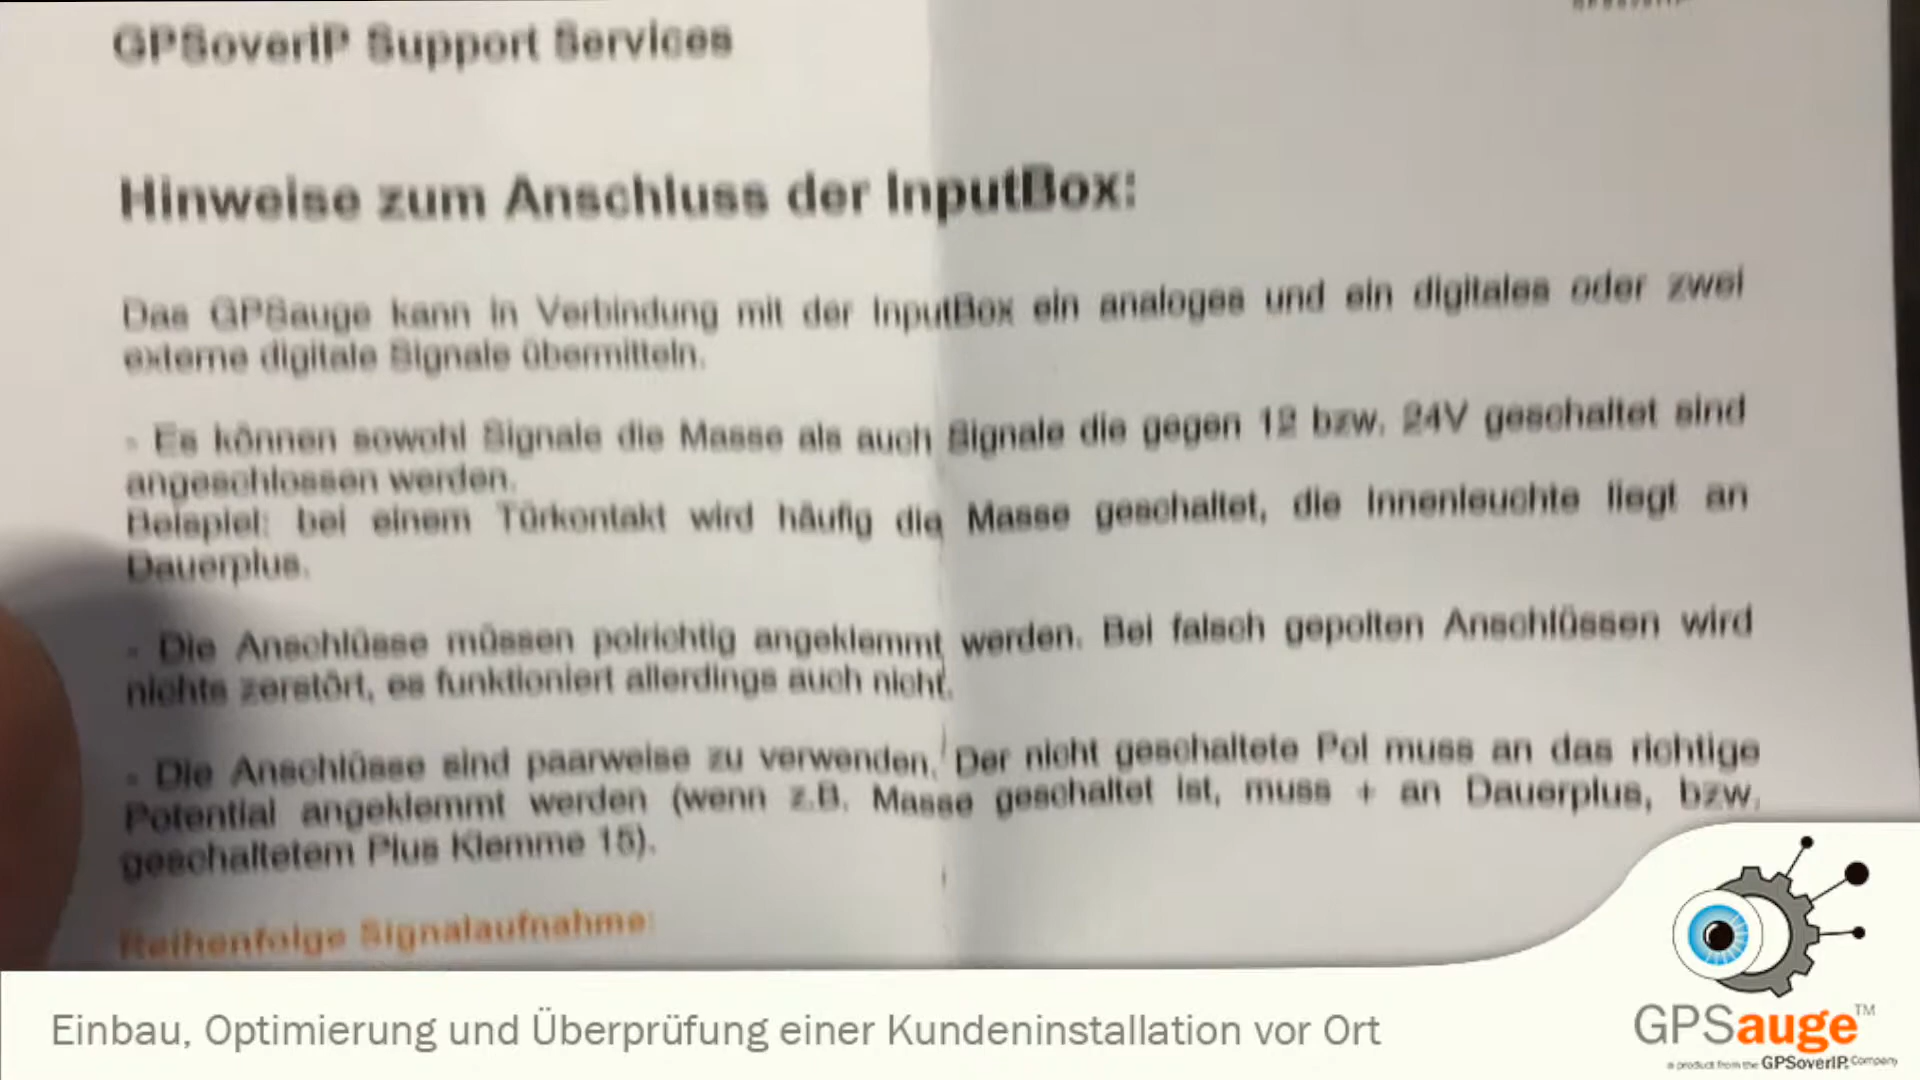 GPSoverIP Support Services
Hinweise zum Anschluss der InputBox:
Das GPSauge kann in Verbindung mit der InputBox ein analoges und ein digitales oder zwei
externe digitale Signale übermitteln.
- Es können sowohl Signale die Masse als auch Signale die gegen 12 bzw. 24V geschaltet sind
angeschlossen werden.
Beispiel: bei einem Türkontakt wird häufig die Masse geschaltet, die Innenleuchte liegt an
Dauerplus.
- Die Anschlüsse müssen polrichtig angeklemmt werden. Bei falsch gepolten Anschlüssen wird
nichts zerstört, es funktioniert allerdings auch nicht.
- Die Anschlüsse sind paarweise zu verwenden. Der nicht geschaltete Pol muss an das richtige
Potential angeklemmt werden (wenn z.B. Masse geschaltet ist, muss + an Dauerplus, bzw.
geschaltetem Plus Klemme 15).
Reihenfolge Signalaufnahme:
Einbau, Optimierung und Überprüfung einer Kundeninstallation vor Ort
GPSauge™
a product from the GPSoverIP Company